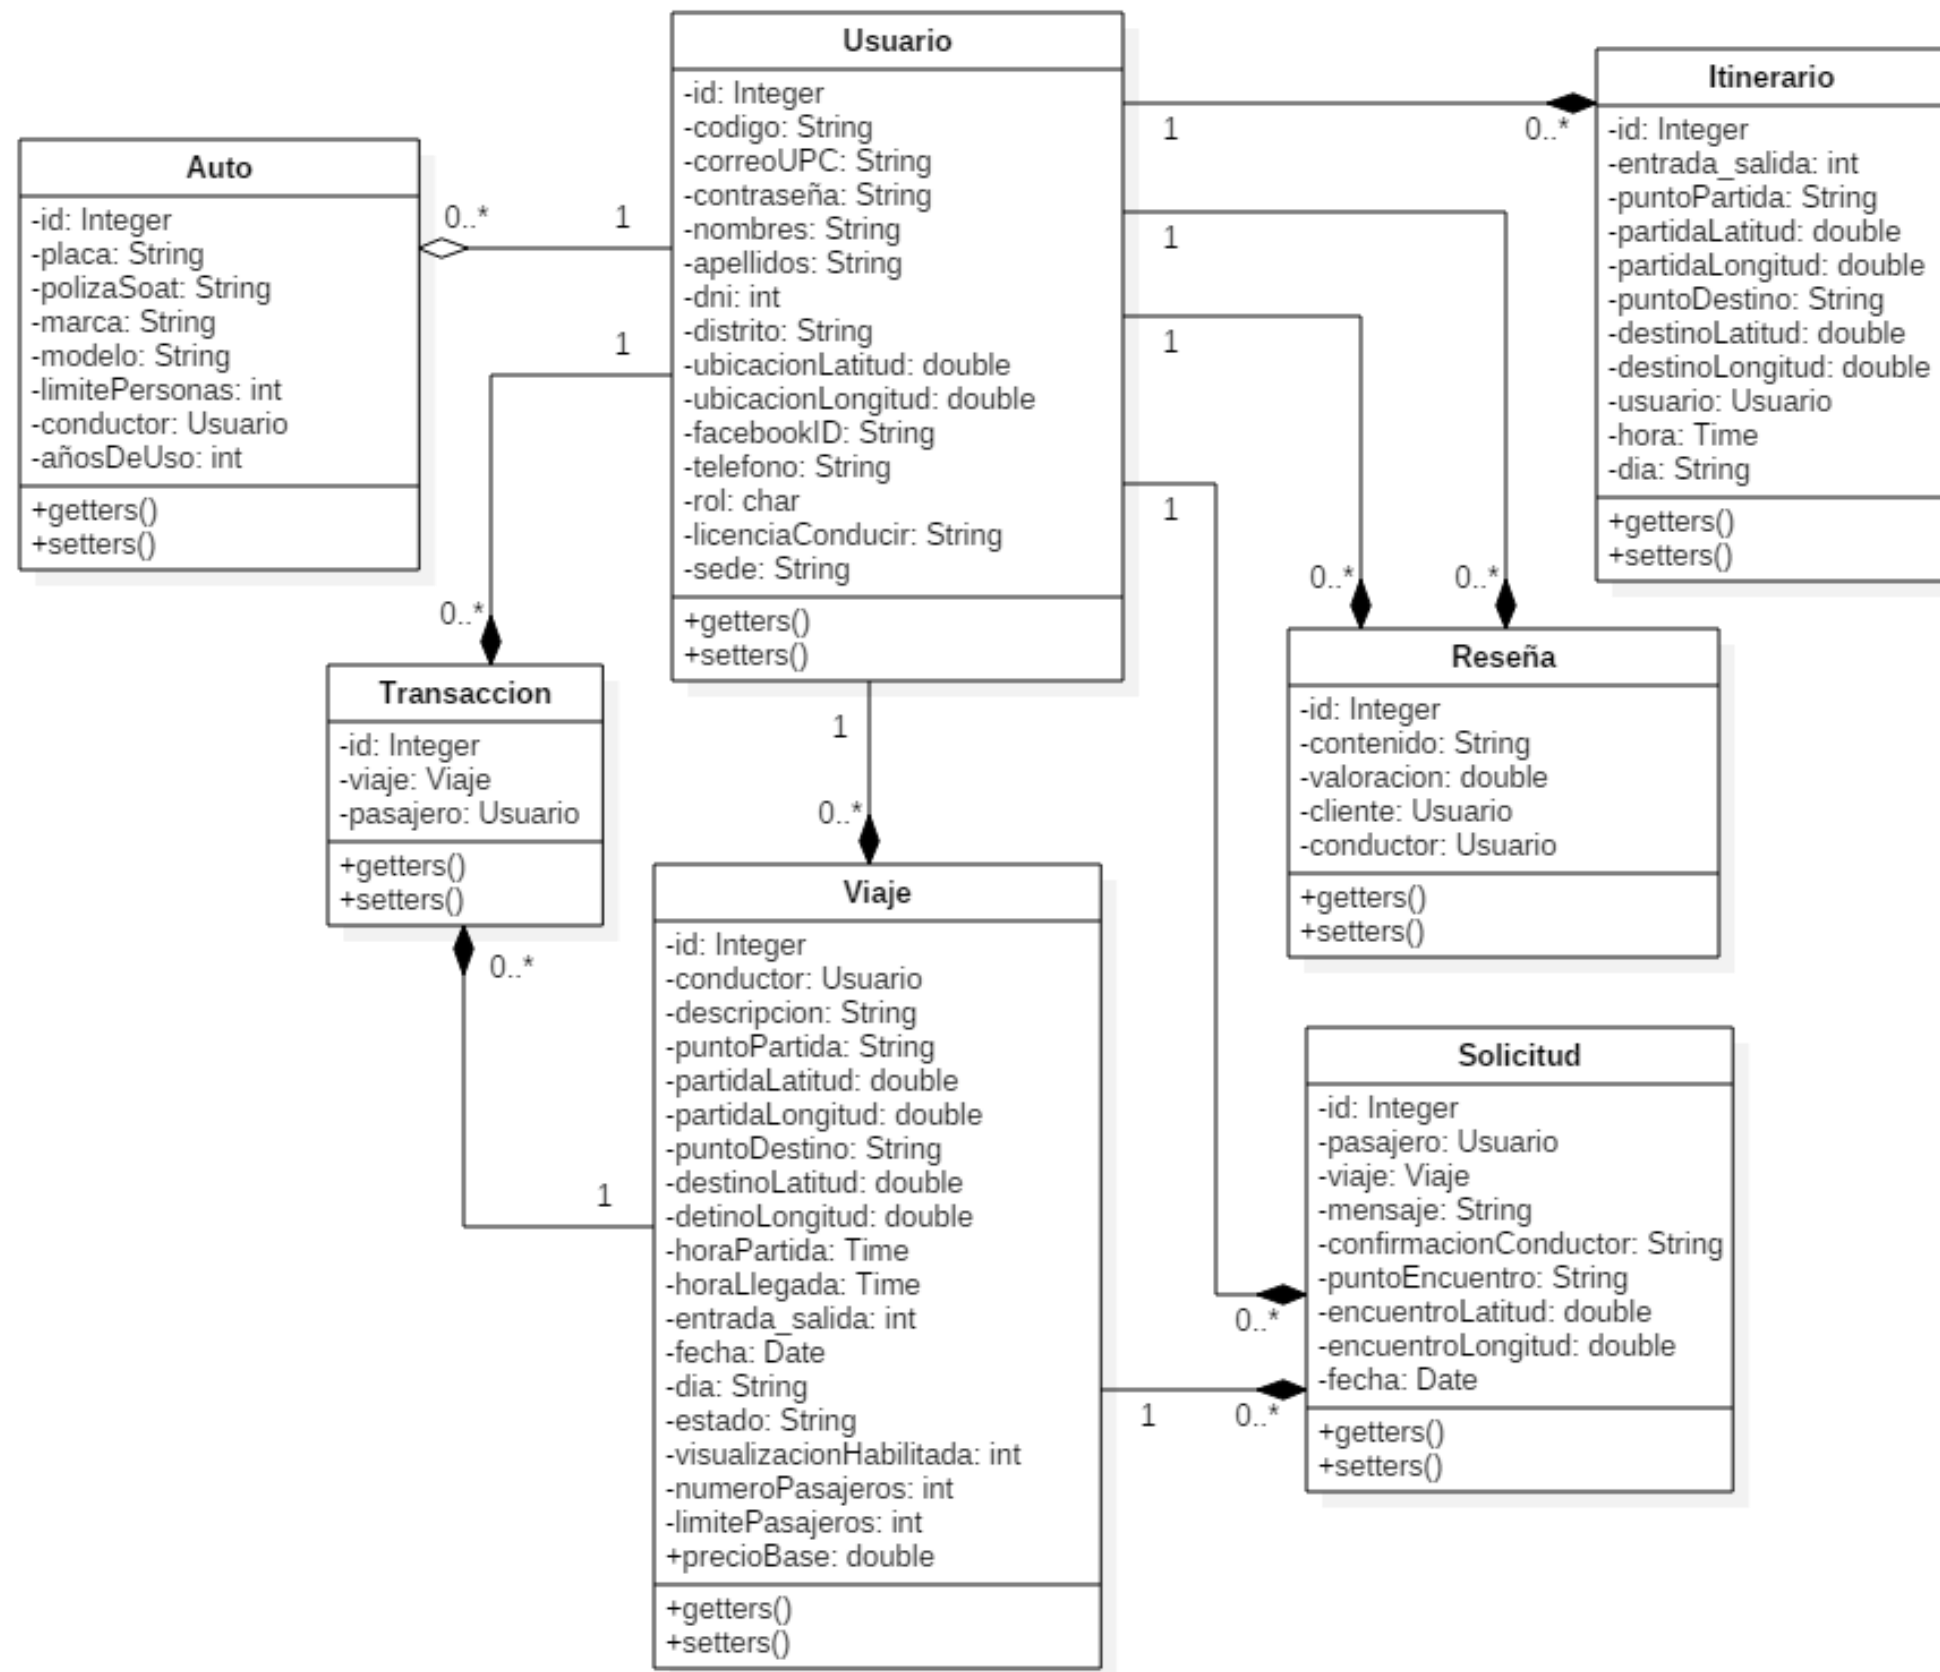 Usuario
-id: Integer
-codigo: String
-correoUPC: String
-contraseña: String
-nombres: String
-apellidos: String
-dni: int
-distrito: String
-ubicacionLatitud: double
-ubicacionLongitud: double
-facebookID: String
-telefono: String
-rol: char
-licenciaConducir: String
-sede: String
+getters()
+setters()
Itinerario
-id: Integer
-entrada_salida: int
-puntoPartida: String
-partidaLatitud: double
-partidaLongitud: double
-puntoDestino: String
-destinoLatitud: double
-destinoLongitud: double
-usuario: Usuario
-hora: Time
-dia: String
+getters()
+setters()
1
0..*
Auto
-id: Integer
-placa: String
-polizaSoat: String
-marca: String
-modelo: String
-limitePersonas: int
-conductor: Usuario
-añosDeUso: int
+getters()
+setters()
0..*
1
1
0..*
1
1
1
0..*
0..*
Transaccion
-id: Integer
-viaje: Viaje
-pasajero: Usuario
+getters()
+setters()
0..*
1
1
0..*
Reseña
-id: Integer
-contenido: String
-valoracion: double
-cliente: Usuario
-conductor: Usuario
+getters()
+setters()
Viaje
-id: Integer
-conductor: Usuario
-descripcion: String
-puntoPartida: String
-partidaLatitud: double
-partidaLongitud: double
-puntoDestino: String
-destinoLatitud: double
-detinoLongitud: double
-horaPartida: Time
-horaLlegada: Time
-entrada_salida: int
-fecha: Date
-dia: String
-estado: String
-visualizacionHabilitada: int
-numeroPasajeros: int
-limitePasajeros: int
+precioBase: double
+getters()
+setters()
Solicitud
-id: Integer
-pasajero: Usuario
-viaje: Viaje
-mensaje: String
-confirmacionConductor: String
-puntoEncuentro: String
-encuentroLatitud: double
-encuentroLongitud: double
-fecha: Date
+getters()
+setters()
0..*
1
0..*